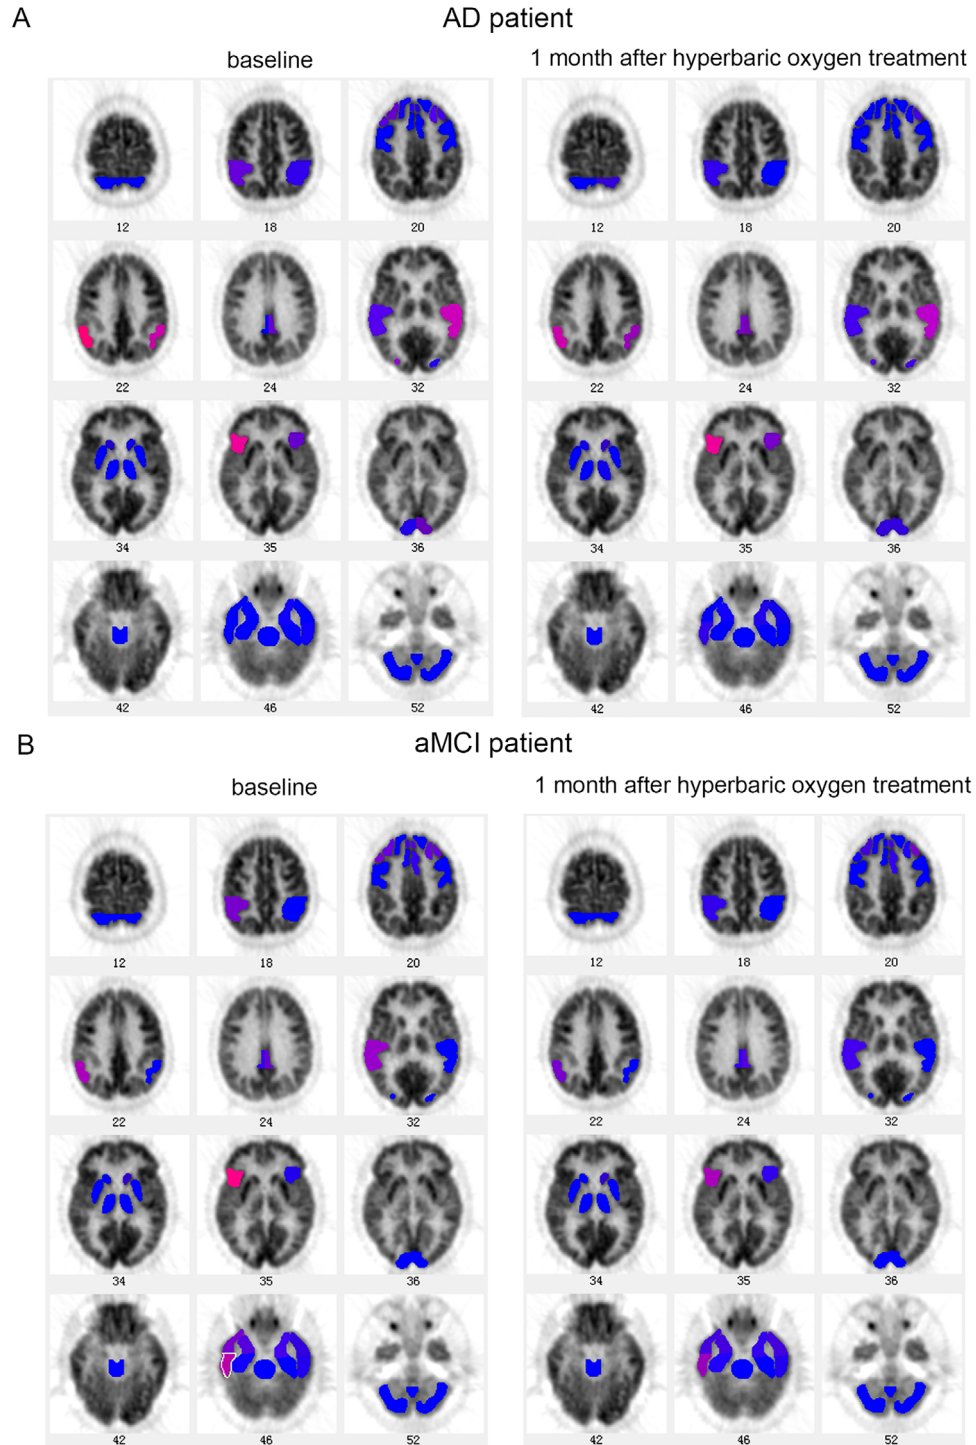 A
AD patient
baseline
1 month after hyperbaric oxygen treatment
12 18 20 12 18 20
22 24 32 22 24 32
34 35 36 34 35 36
42 46 52 42 46 52
B
aMCI patient
baseline
1 month after hyperbaric oxygen treatment
12 18 20 12 18 20
22 24 32 22 24 32
34 35 36 34 35 36
42 46 52 42 46 52